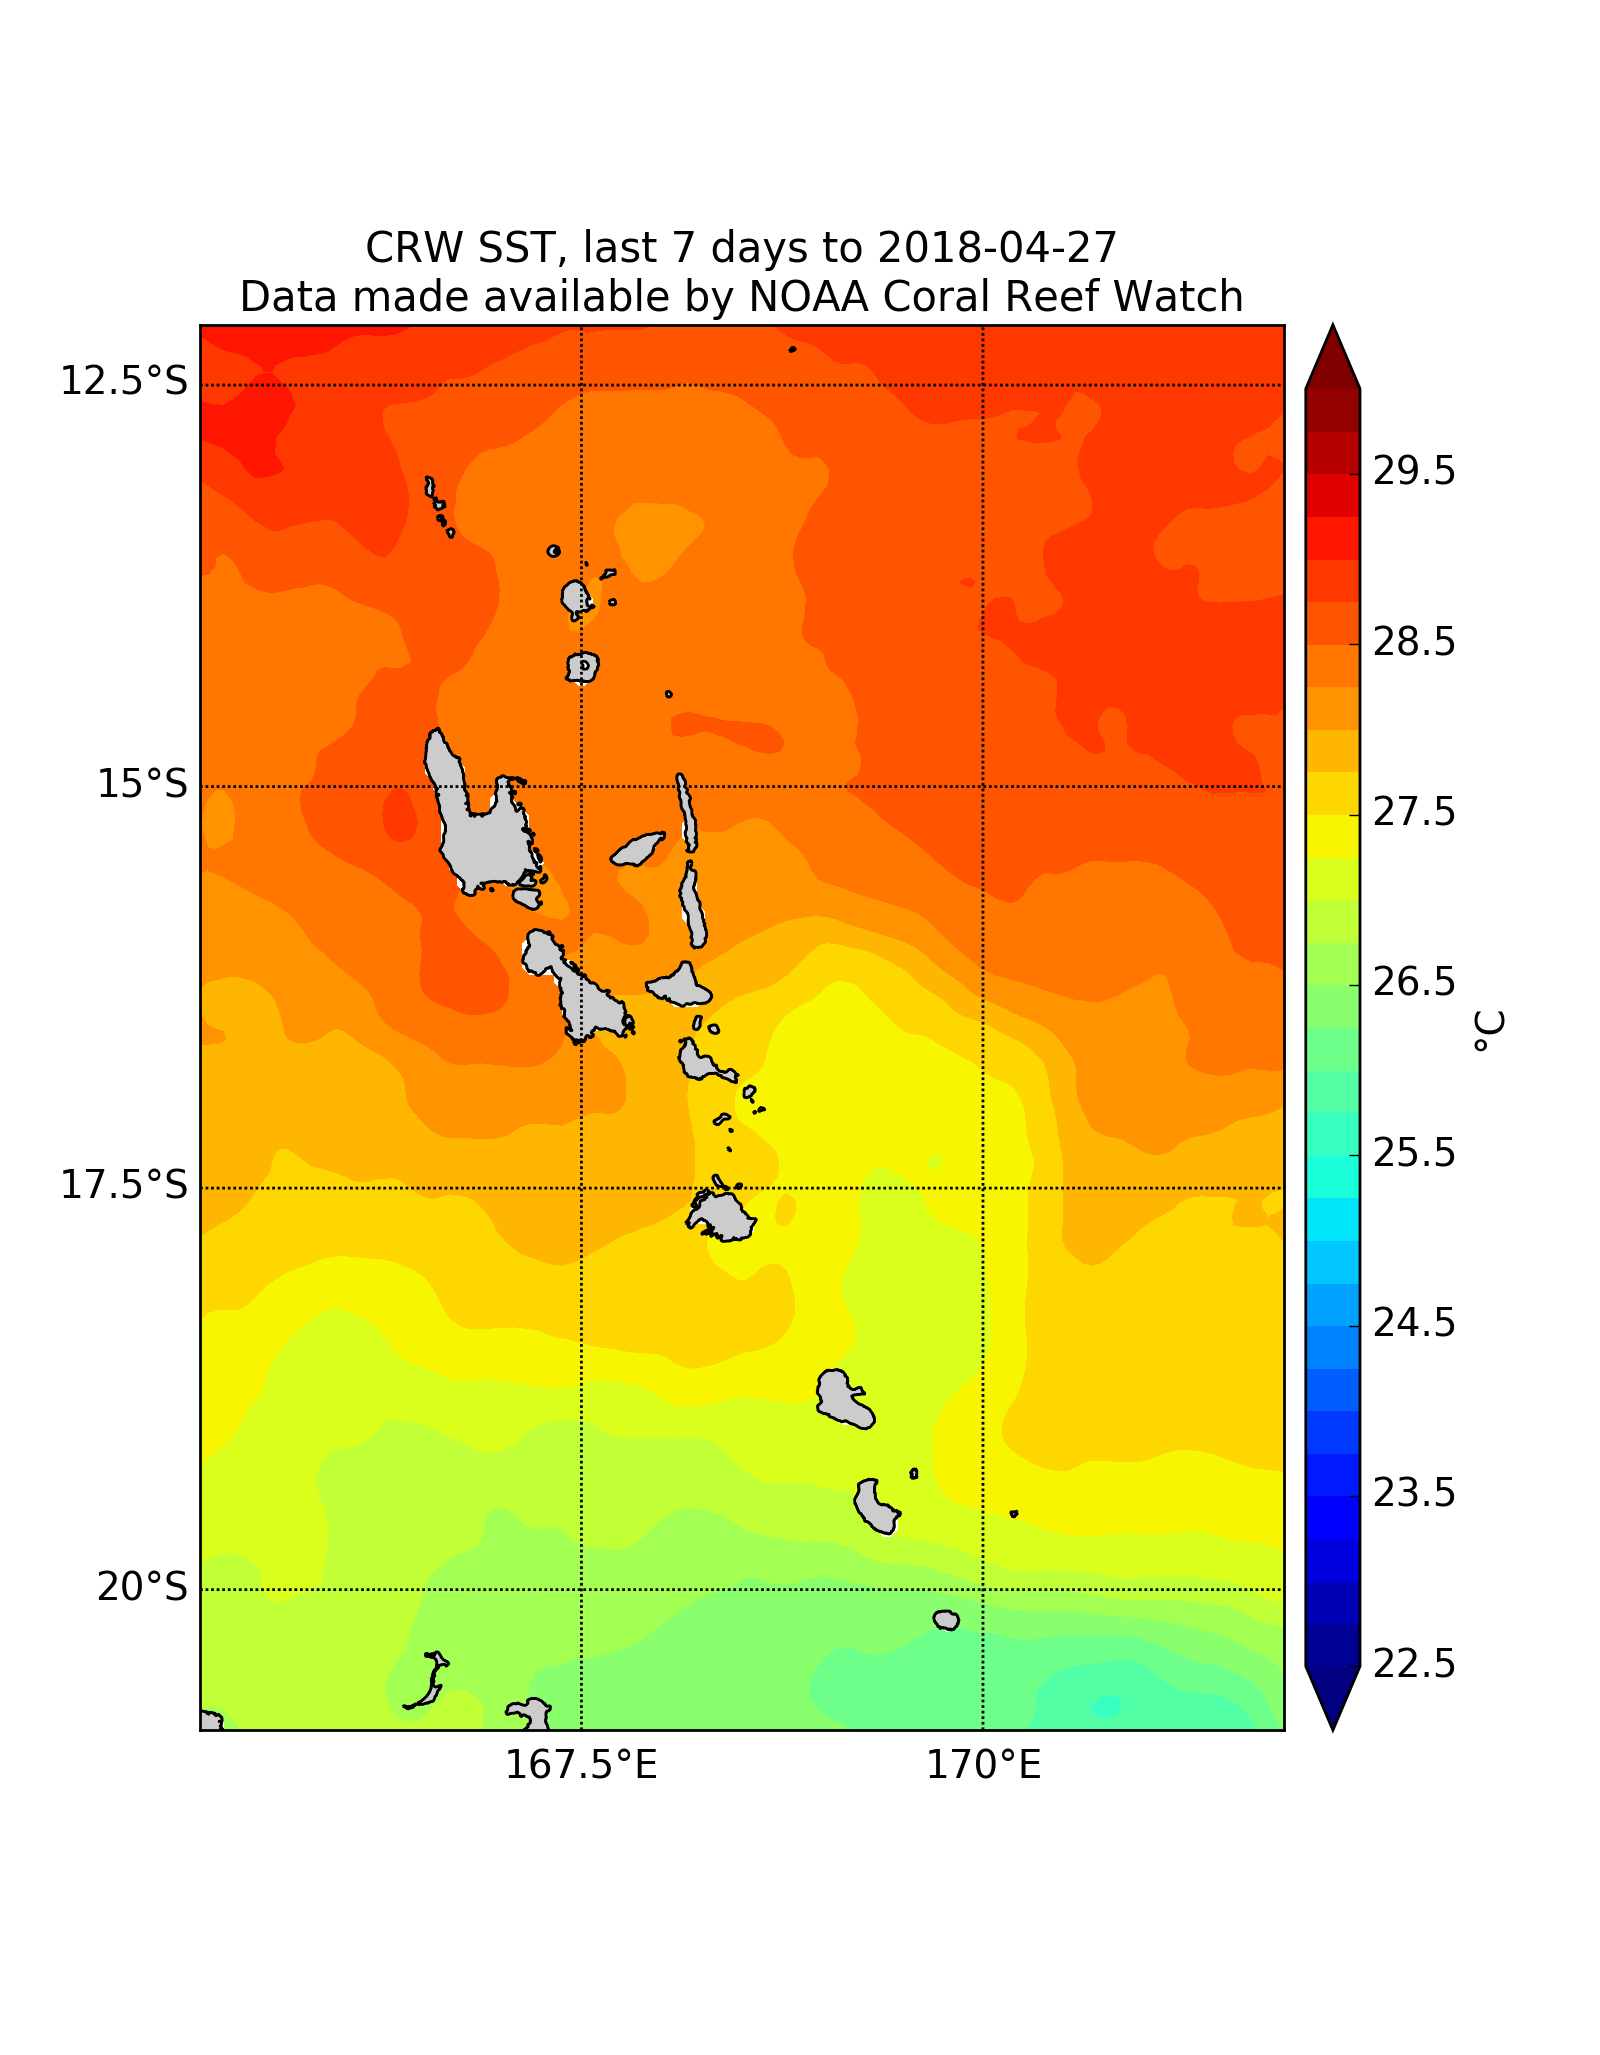 CRW SST, last 7 days to 2018-04-27
Data made available by NOAA Coral Reef Watch
12.5°S
15°S
17.5°S
20°S
167.5°E
170°E
29.5
28.5
27.5
26.5
25.5
24.5
23.5
22.5
°C